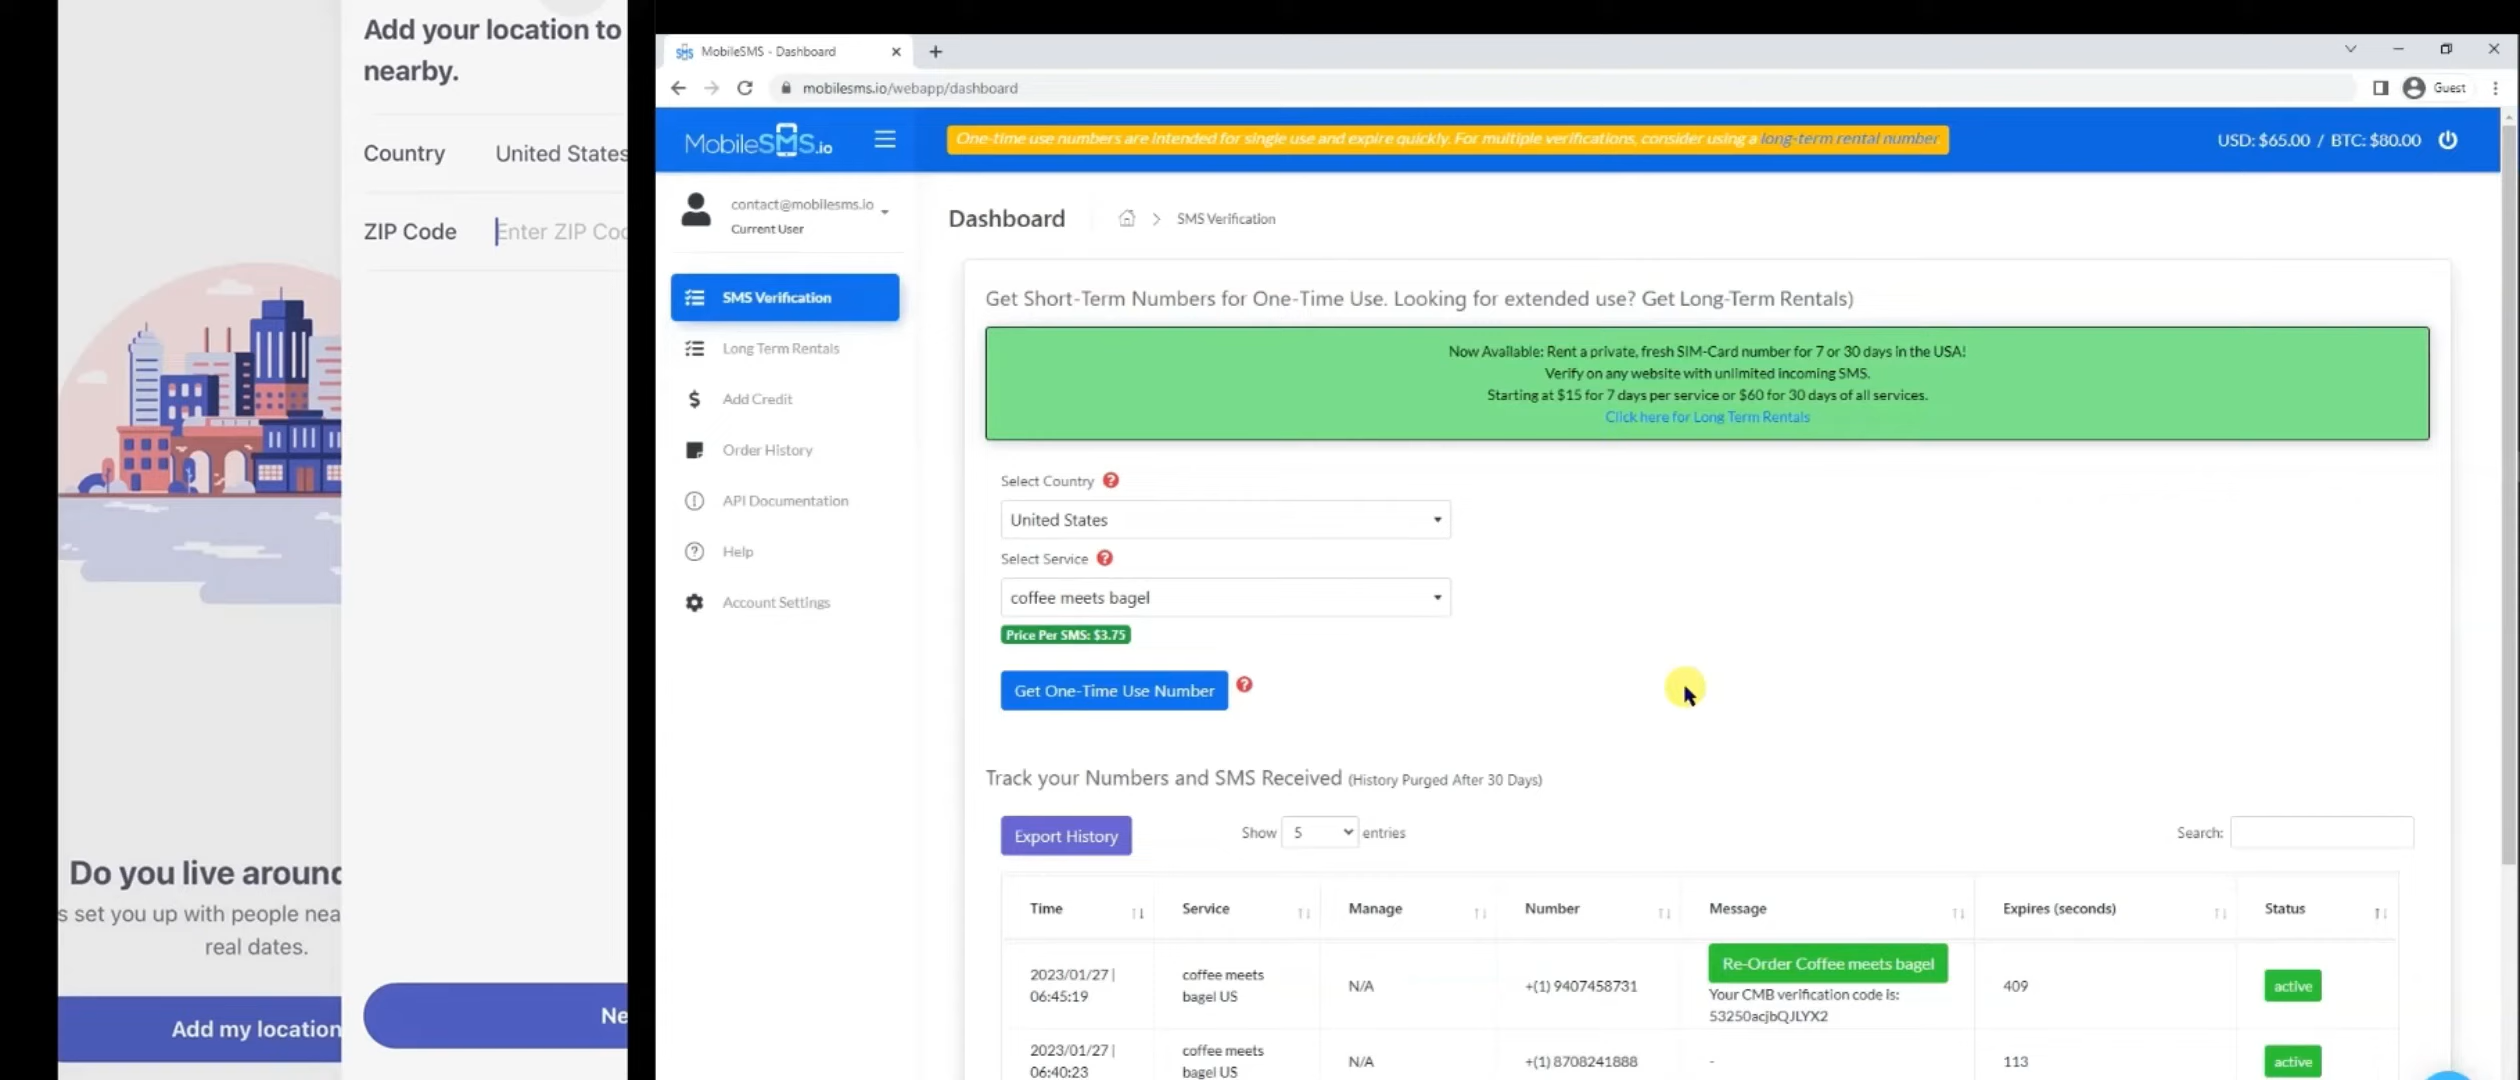 Add your location to
nearby.
Country
United States
ZIP Code
Enter ZIP Co
Do you live around
s set you up with people nea
real dates.
Add my location
Ne
MobileSMS - Dashboard
mobilesms.io/webapp/dashboard
Guest
MobileSMS.io
One-time use numbers are intended for single use and expire quickly. For multiple verifications, consider using a long-term rental number
USD: $65.00 / BTC: $80.00
contact@mobilesms.io
Current User
SMS Verification
Long Term Rentals
Add Credit
Order History
API Documentation
Help
Account Settings
Dashboard
SMS Verification
Get Short-Term Numbers for One-Time Use. Looking for extended use? Get Long-Term Rentals)
Now Available: Rent a private, fresh SIM-Card number for 7 or 30 days in the USA!
Verify on any website with unlimited incoming SMS.
Starting at $15 for 7 days per service or $60 for 30 days of all services.
Click here for Long Term Rentals
Select Country
United States
Select Service
coffee meets bagel
Price Per SMS: $3.75
Get One-Time Use Number
Track your Numbers and SMS Received (History Purged After 30 Days)
Export History
Show 5 entries
Search:
Time Service Manage Number Message Expires (seconds) Status
2023/01/27 |
06:45:19
coffee meets
bagel US
N/A
+(1) 9407458731
Re-Order Coffee meets bagel
Your CMB verification code is:
53250acjbQJLYX2
409
active
2023/01/27 |
06:40:23
coffee meets
bagel US
N/A
+(1) 8708241888
-
113
active